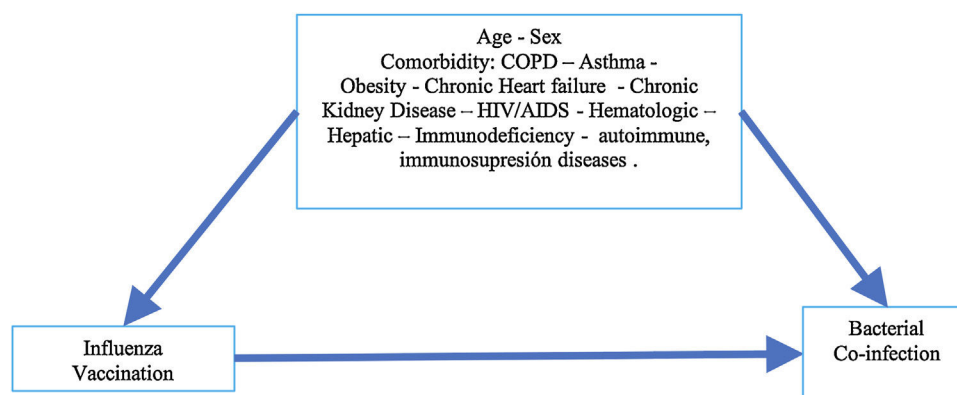 Age - Sex
Comorbidity: COPD – Asthma -
Obesity - Chronic Heart failure - Chronic
Kidney Disease – HIV/AIDS - Hematologic –
Hepatic – Immunodeficiency - autoimmune,
immunosupresión diseases .
Influenza
Vaccination
Bacterial
Co-infection